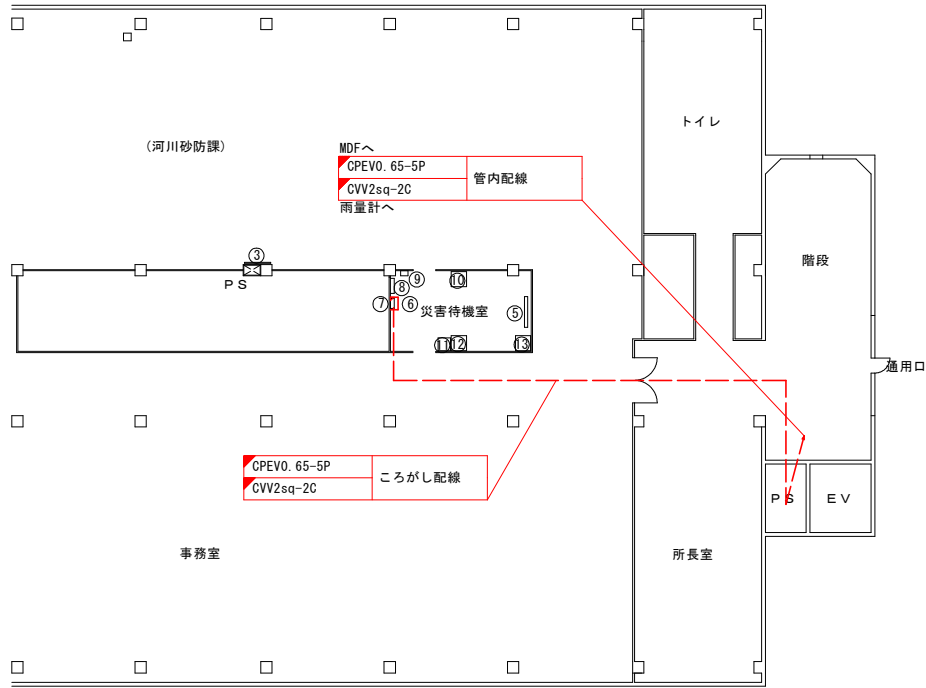 トイレ
(河川砂防課)
MDFへ
CPEV0.65-5P
管内配線
CVV2sq-2C
雨量計へ
階段
③
PS
⑨
⑩
⑧
⑦
⑥
災害待機室
⑤
⑪
⑫
⑬
通用口
CPEV0.65-5P
ころがし配線
CVV2sq-2C
PS
EV
事務室
所長室